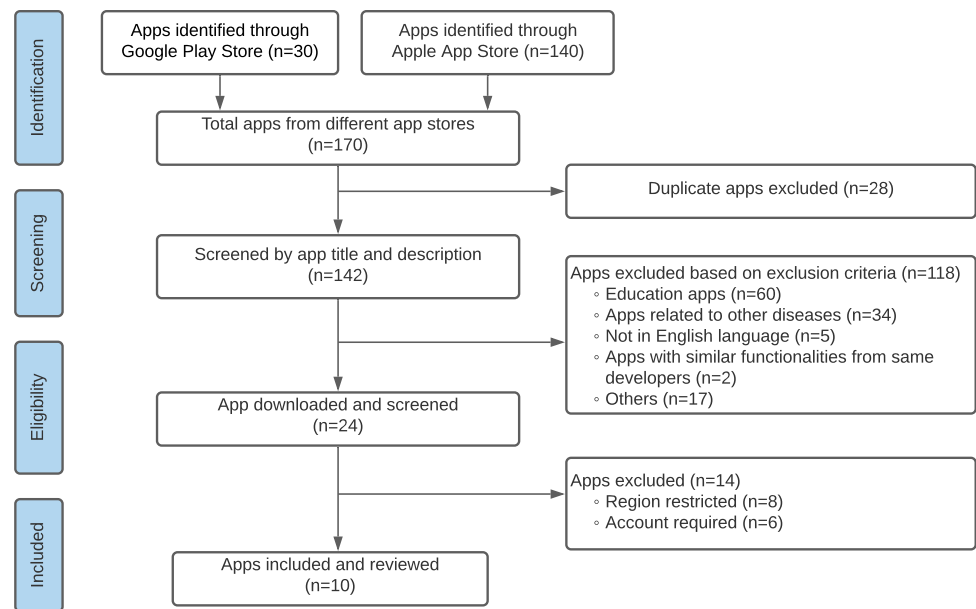 Identification
Apps identified through
Google Play Store (n=30)
Apps identified through
Apple App Store (n=140)
Total apps from different app stores
(n=170)
Duplicate apps excluded (n=28)
Screening
Screened by app title and description
(n=142)
Apps excluded based on exclusion criteria (n=118)
◦ Education apps (n=60)
◦ Apps related to other diseases (n=34)
◦ Not in English language (n=5)
◦ Apps with similar functionalities from same
developers (n=2)
◦ Others (n=17)
Eligibility
App downloaded and screened
(n=24)
Apps excluded (n=14)
◦ Region restricted (n=8)
◦ Account required (n=6)
Included
Apps included and reviewed
(n=10)